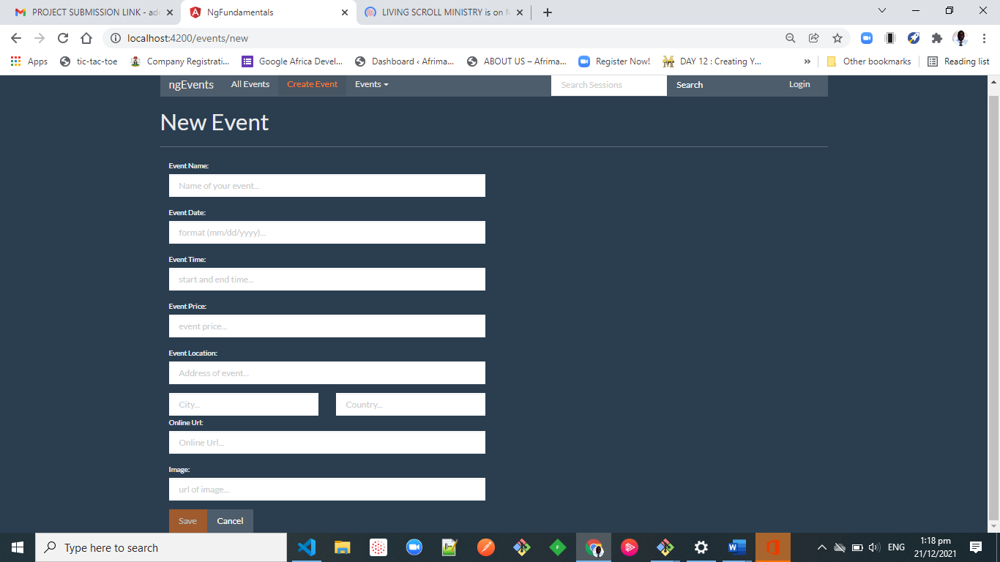 PROJECT SUBMISSION LINK - ad
NgFundamentals
LIVING SCROLL MINISTRY is on
localhost:4200/events/new
Apps
tic-tac-toe
Company Registrati...
Google Africa Devel...
Dashboard ‹ Afrima...
ABOUT US – Afrima...
Register Now!
DAY 12 : Creating Y...
»
Other bookmarks
Reading list
ngEvents
All Events
Create Event
Events
Search Sessions
Search
Login
New Event
Event Name:
Name of your event...
Event Date:
format (mm/dd/yyyy)...
Event Time:
start and end time...
Event Price:
event price...
Event Location:
Address of event...
City...
Country...
Online Url:
Online Url...
Image:
url of image...
Save
Cancel
Type here to search
ENG
1:18 pm
21/12/2021